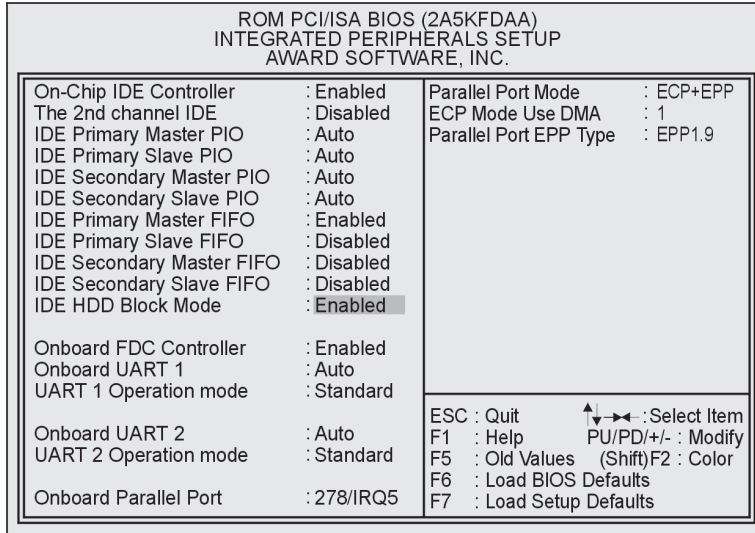 ROM PCI/ISA BIOS (2A5KFDAA)
INTEGRATED PERIPHERALS SETUP
AWARD SOFTWARE, INC.
On-Chip IDE Controller : Enabled
The 2nd channel IDE : Disabled
IDE Primary Master PIO : Auto
IDE Primary Slave PIO : Auto
IDE Secondary Master PIO : Auto
IDE Secondary Slave PIO : Auto
IDE Primary Master FIFO : Enabled
IDE Primary Slave FIFO : Disabled
IDE Secondary Master FIFO : Disabled
IDE Secondary Slave FIFO : Disabled
IDE HDD Block Mode : Enabled
Onboard FDC Controller : Enabled
Onboard UART 1 : Auto
UART 1 Operation mode : Standard
Onboard UART 2 : Auto
UART 2 Operation mode : Standard
Onboard Parallel Port : 278/IRQ5
Parallel Port Mode : ECP+EPP
ECP Mode Use DMA : 1
Parallel Port EPP Type : EPP1.9
ESC : Quit : Select Item
F1 : Help PU/PD/+/- : Modify
F5 : Old Values (Shift)F2 : Color
F6 : Load BIOS Defaults
F7 : Load Setup Defaults